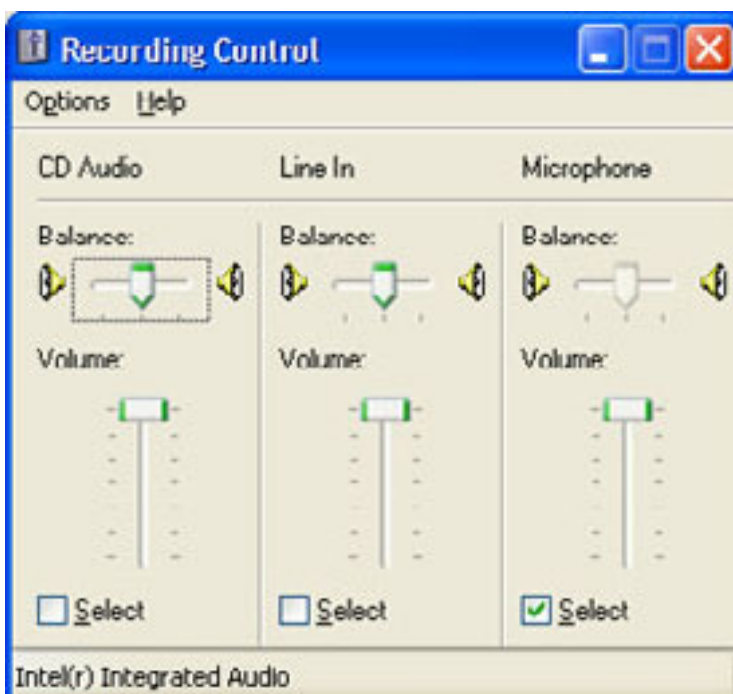 Recording Control
Options Help
CD Audio Line In Microphone
Balance: Balance: Balance:
Volume: Volume: Volume:
Select Select Select
Intel(r) Integrated Audio